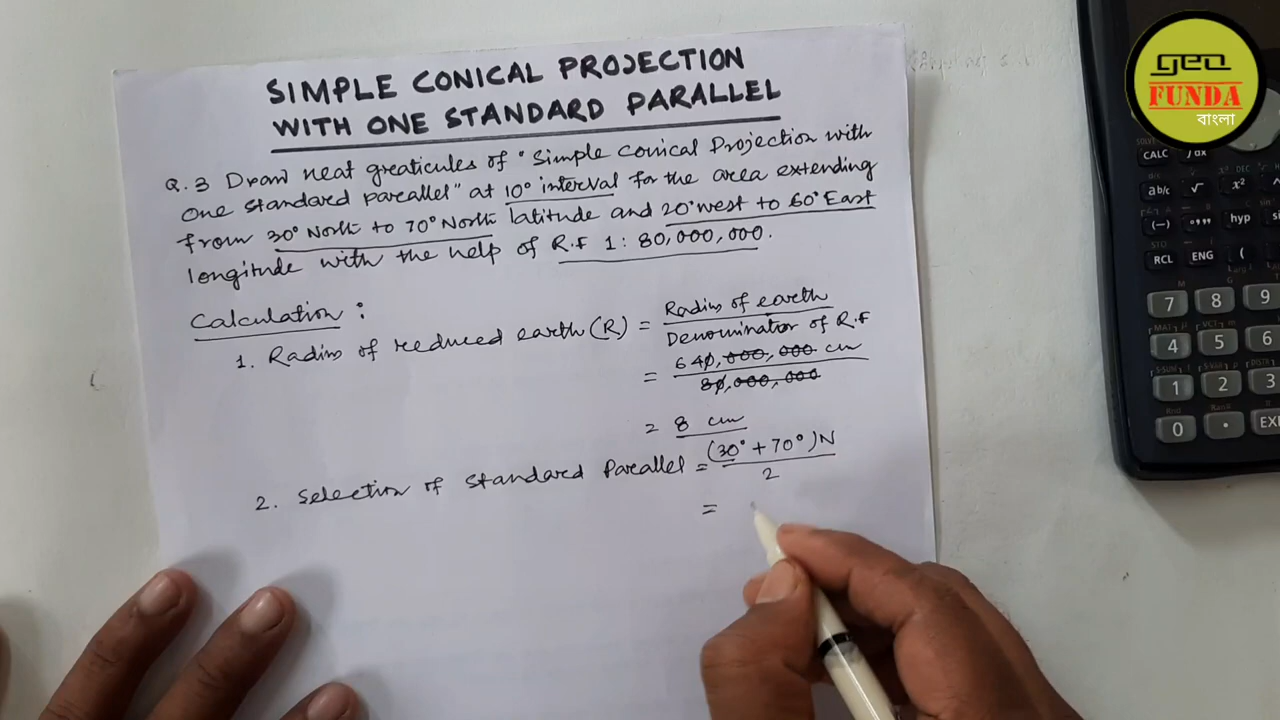 SIMPLE CONICAL PROJECTION
WITH ONE STANDARD PARALLEL
Q.3 Draw neat graticules of "Simple Conical Projection with
One standard parallel" at 10° interval for the area extending
from 30° North to 70° North latitude and 20° west to 60° East
longitude with the help of R.F 1: 80,000,000.
Calculation :
1. Radius of reduced earth (R) = Radius of earth
Denominator of R.F
= 640,000,000 cm
80,000,000
= 8 cm
2. Selection of standard Parallel = (30° + 70°) N
2
=
geo
FUNDA
বাংলা
CALC
ab/c
√
x²
(−)
hyp
RCL
ENG
(
7
8
9
4
5
6
1
2
3
0
•